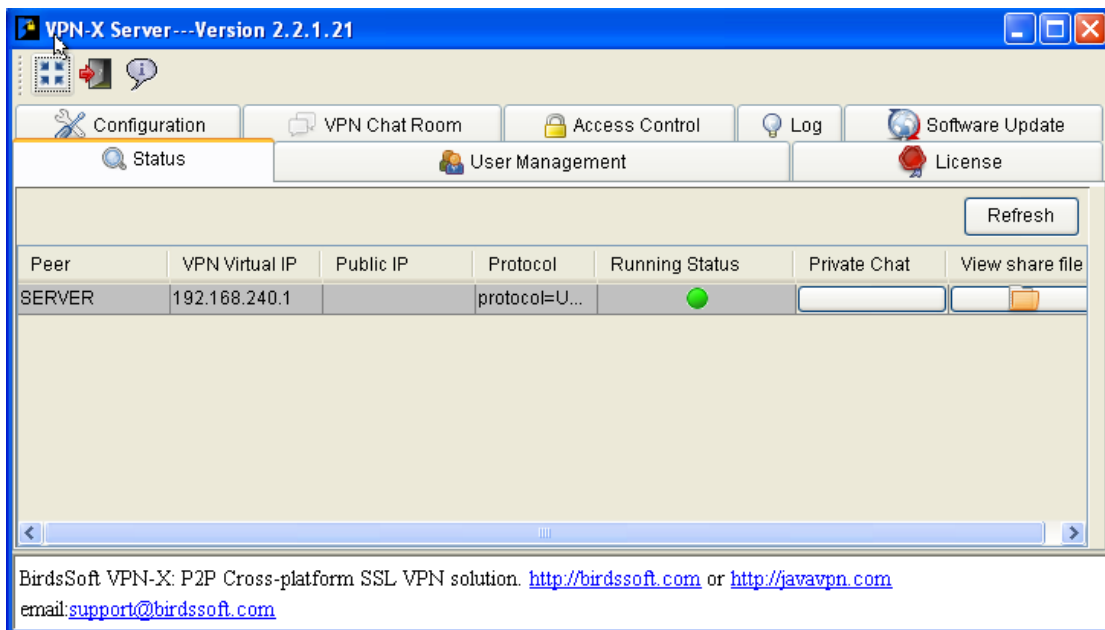 VPN-X Server---Version 2.2.1.21
Configuration VPN Chat Room Access Control Log Software Update
Status User Management License
Refresh
Peer VPN Virtual IP Public IP Protocol Running Status Private Chat View share file
SERVER 192.168.240.1 protocol=U...
BirdsSoft VPN-X: P2P Cross-platform SSL VPN solution. http://birdssoft.com or http://javavpn.com
email:support@birdssoft.com